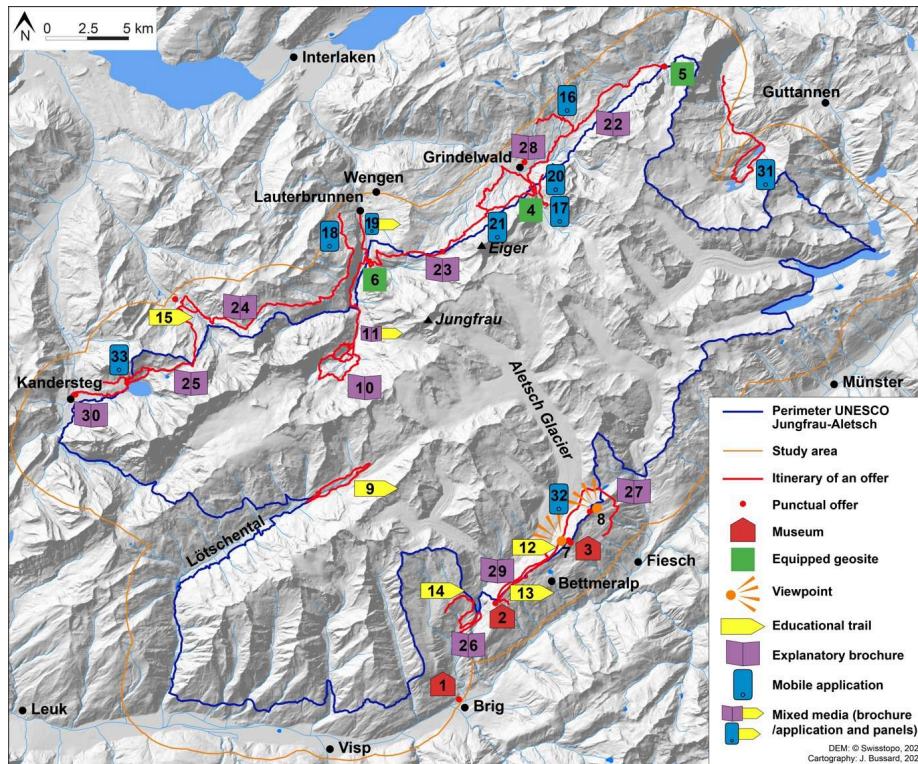 N
0 2.5 5 km
Interlaken
5
16
22
Guttannen
28
Grindelwald
20
31
Wengen
4
17
Lauterbrunnen
18
19
21
Eiger
6
23
24
15
11
Jungfrau
33
Kandersteg
25
10
30
Aletsch Glacier
Münster
9
Lötschental
32
27
8
12
7
3
Fiesch
29
Bettmeralp
14
13
2
26
1
Brig
Leuk
Visp
Perimeter UNESCO
Jungfrau-Aletsch
Study area
Itinerary of an offer
Punctual offer
Museum
Equipped geosite
Viewpoint
Educational trail
Explanatory brochure
Mobile application
Mixed media (brochure
/application and panels)
DEM: © Swisstopo, 202
Cartography: J. Bussard, 202